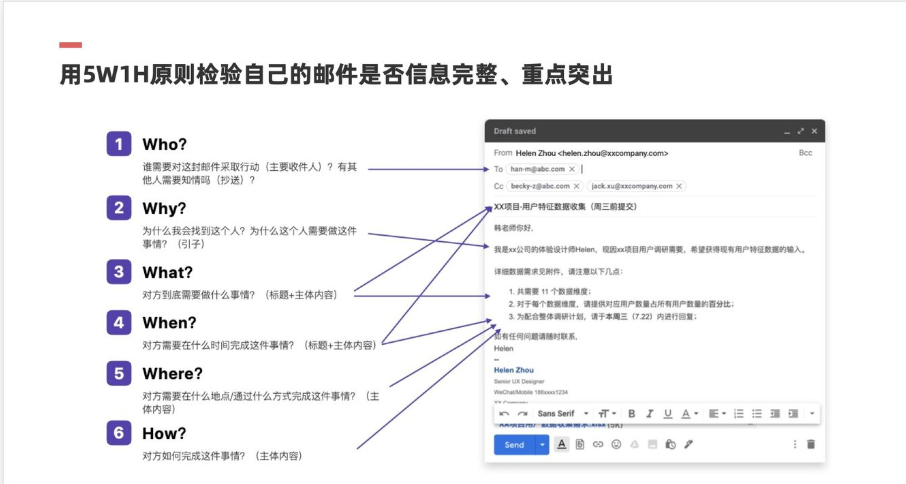 用5W1H原则检验自己的邮件是否信息完整、重点突出
1 Who?
谁需要对这封邮件采取行动（主要收件人）？有其
他人需要知情吗（抄送）？
2 Why?
为什么我会找到这个人？为什么这个人需要做这件
事情？（引子）
3 What?
对方到底需要做什么事情？（标题+主体内容）
4 When?
对方需要在什么时间完成这件事情？（标题+主体内容）
5 Where?
对方需要在什么地点/通过什么方式完成这件事情？（主
体内容）
6 How?
对方如何完成这件事情？（主体内容）
Draft saved
From Helen Zhou <helen.zhou@xxcompany.com> Bcc
To han-m@abc.com
Cc becky-z@abc.com jack.xu@xxcompany.com
XX项目-用户特征数据收集（周三前提交）
韩老师你好，
我是xx公司的体验设计师Helen，现因xx项目用户调研需要，希望获得现有用户特征数据的输入。
详细数据需求见附件，请注意以下几点：
1. 共需要 11 个数据维度；
2. 对于每个数据维度，请提供对应用户数量占所有用户数量的百分比；
3. 为配合整体调研计划，请于本周三（7.22）内进行回复。
如有任何问题请随时联系，
Helen
--
Helen Zhou
Senior UX Designer
WeChat/Mobile 186xxxx1234
XX Company
Sans Serif
XX项目用户数据收集需求.xlsx (5K)
Send